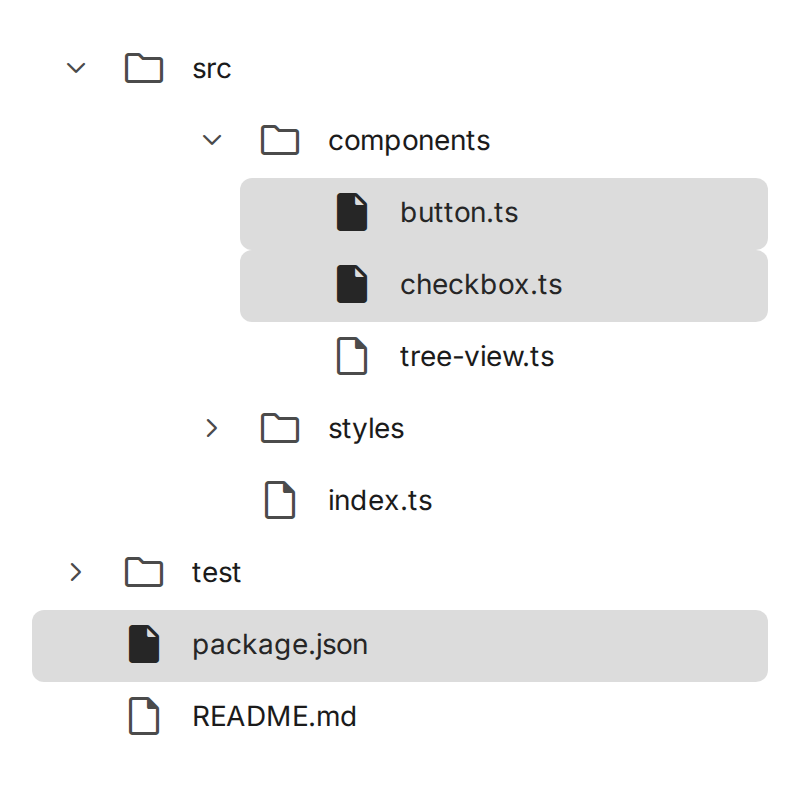 src
components
button.ts
checkbox.ts
tree-view.ts
styles
index.ts
test
package.json
README.md